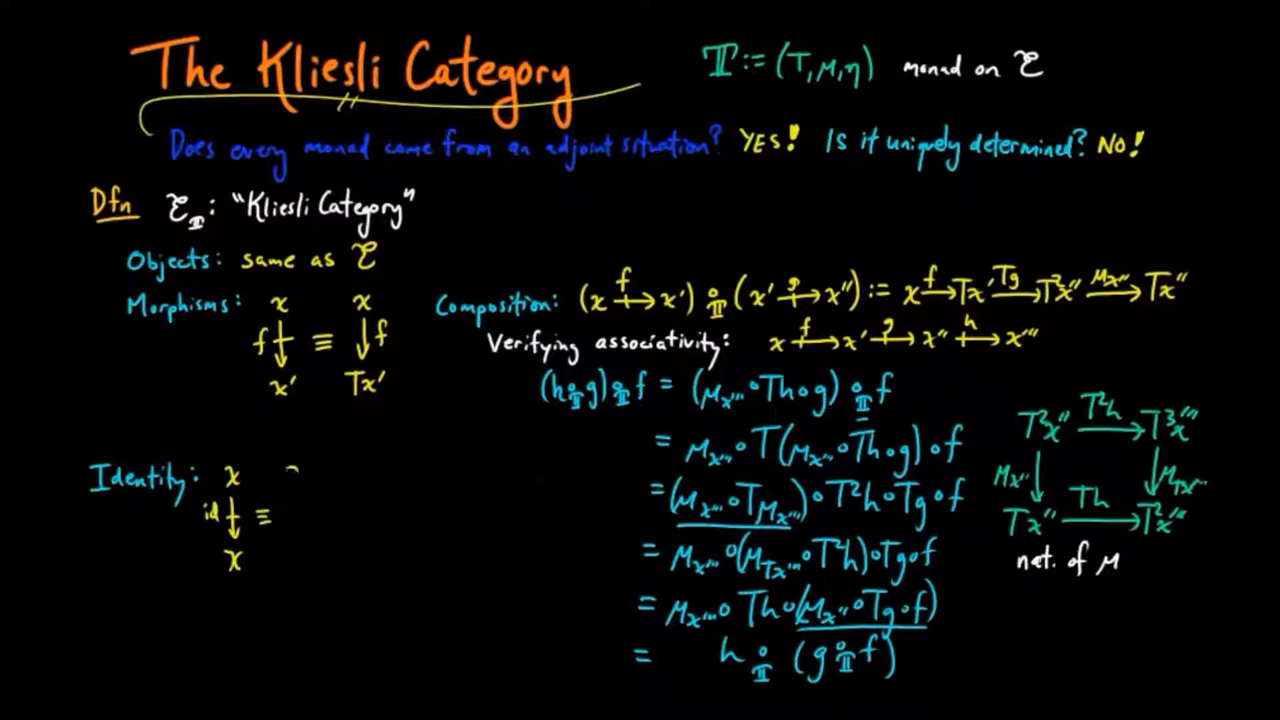 The Kliesli Category
𝕋 := (T, μ, η) monad on ℰ
Does every monad come from an adjoint situation? YES! Is it uniquely determined? NO!
Dfn ℰ_𝕋: "Kliesli Category"
Objects: same as ℰ
Morphisms: x x
f ↓ ≡ ↓ f
x' Tx'
Composition: (x -f-> x') ∘_𝕋 (x' -g-> x'') := x -f-> Tx' -Tg-> T²x'' -μx''-> Tx''
Verifying associativity: x -f-> x' -g-> x'' -h-> x'''
(h ∘_𝕋 g) ∘_𝕋 f = (μx''' ∘ Th ∘ g) ∘_𝕋 f
= μx''' ∘ T(μx''' ∘ Th ∘ g) ∘ f
= (μx''' ∘ Tμx''') ∘ T²h ∘ Tg ∘ f
= μx''' ∘ (μTx''' ∘ T²h) ∘ Tg ∘ f
= μx''' ∘ Th ∘ (μx'' ∘ Tg ∘ f)
= h ∘_𝕋 (g ∘_𝕋 f)
T²x'' -T²h-> T³x'''
μx'' ↓ ↓ μTx'''
Tx'' -Th-> T²x'''
nat. of μ
Identity: x
id ↓ ≡
x